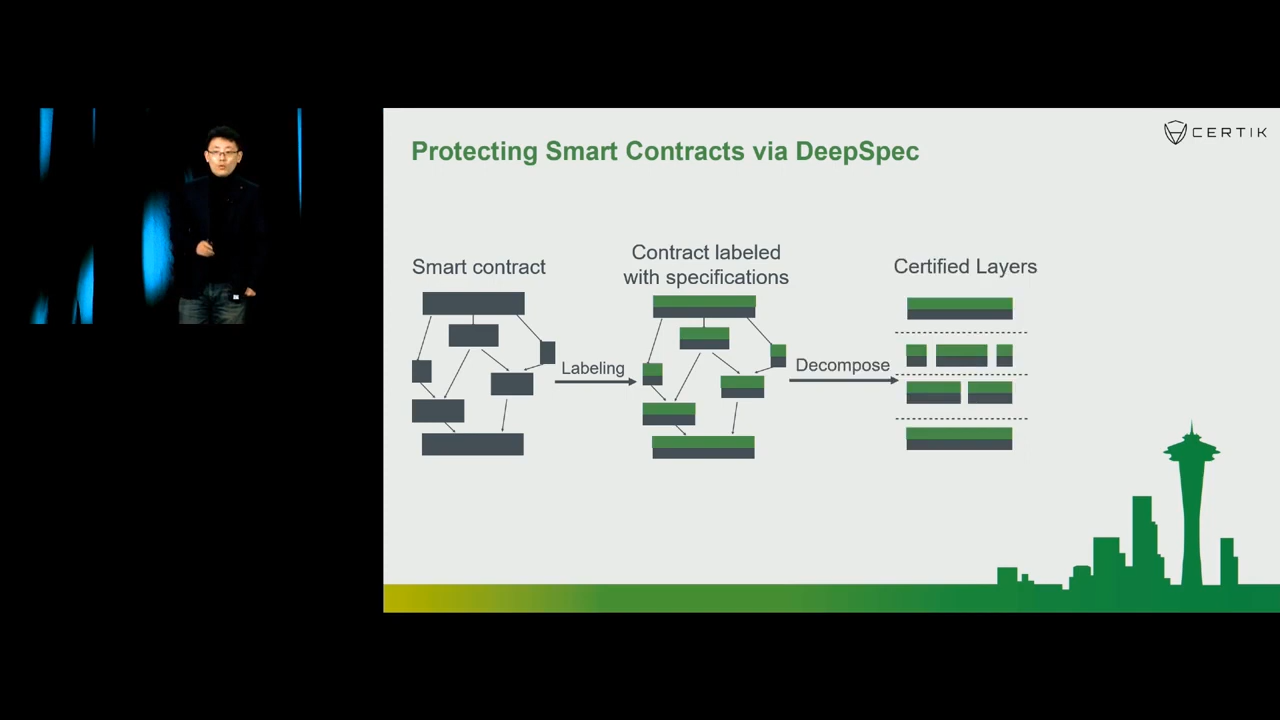 CERTIK
Protecting Smart Contracts via DeepSpec
Smart contract
Contract labeled
with specifications
Certified Layers
Labeling
Decompose